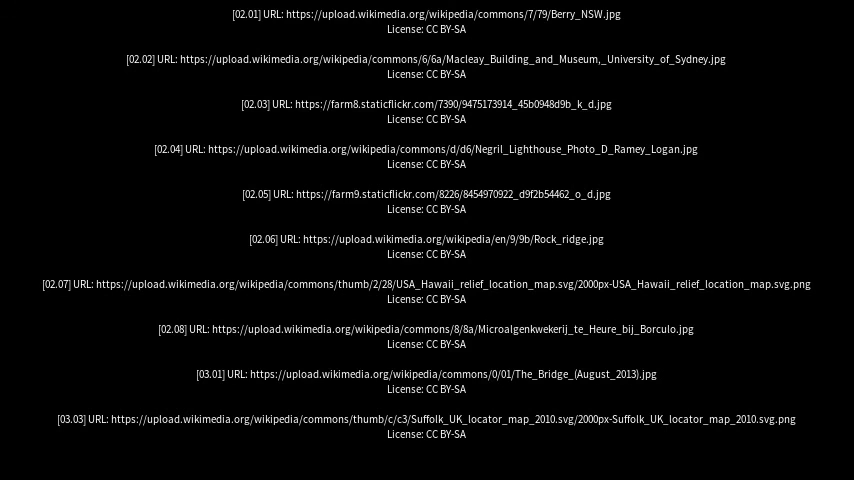 [02.01] URL: https://upload.wikimedia.org/wikipedia/commons/7/79/Berry_NSW.jpg
License: CC BY-SA
[02.02] URL: https://upload.wikimedia.org/wikipedia/commons/6/6a/Macleay_Building_and_Museum,_University_of_Sydney.jpg
License: CC BY-SA
[02.03] URL: https://farm8.staticflickr.com/7390/9475173914_45b0948d9b_k_d.jpg
License: CC BY-SA
[02.04] URL: https://upload.wikimedia.org/wikipedia/commons/d/d6/Negril_Lighthouse_Photo_D_Ramey_Logan.jpg
License: CC BY-SA
[02.05] URL: https://farm9.staticflickr.com/8226/8454970922_d9f2b54462_o_d.jpg
License: CC BY-SA
[02.06] URL: https://upload.wikimedia.org/wikipedia/en/9/9b/Rock_ridge.jpg
License: CC BY-SA
[02.07] URL: https://upload.wikimedia.org/wikipedia/commons/thumb/2/28/USA_Hawaii_relief_location_map.svg/2000px-USA_Hawaii_relief_location_map.svg.png
License: CC BY-SA
[02.08] URL: https://upload.wikimedia.org/wikipedia/commons/8/8a/Microalgenkwekerij_te_Heure_bij_Borculo.jpg
License: CC BY-SA
[03.01] URL: https://upload.wikimedia.org/wikipedia/commons/0/01/The_Bridge_(August_2013).jpg
License: CC BY-SA
[03.03] URL: https://upload.wikimedia.org/wikipedia/commons/thumb/c/c3/Suffolk_UK_locator_map_2010.svg/2000px-Suffolk_UK_locator_map_2010.svg.png
License: CC BY-SA